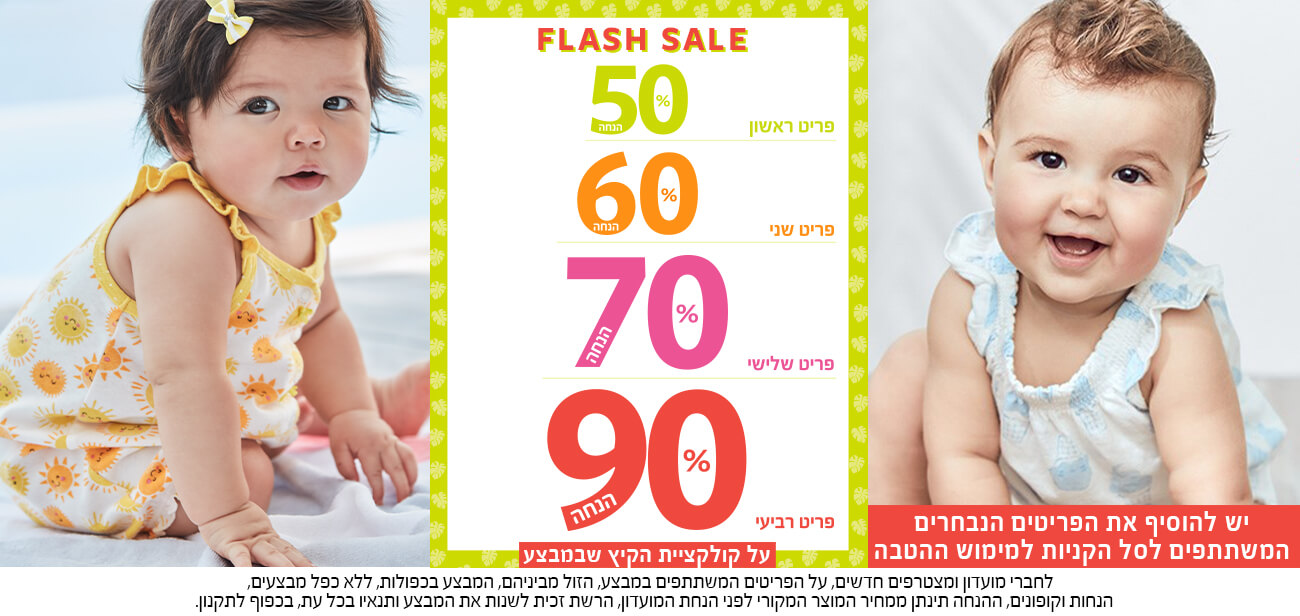 FLASH SALE
50% הנחה
פריט ראשון
60% הנחה
פריט שני
70% הנחה
פריט שלישי
90% הנחה
פריט רביעי
על קולקציית הקיץ שבמבצע
יש להוסיף את הפריטים הנבחרים
המשתתפים לסל הקניות למימוש ההטבה
לחברי מועדון ומצטרפים חדשים, על הפריטים המשתתפים במבצע, הזול מביניהם, המבצע בכפולות, ללא כפל מבצעים,
הנחות וקופונים, ההנחה תינתן ממחיר המוצר המקורי לפני הנחת המועדון, הרשת זכית לשנות את המבצע ותנאיו בכל עת, בכפוף לתקנון.